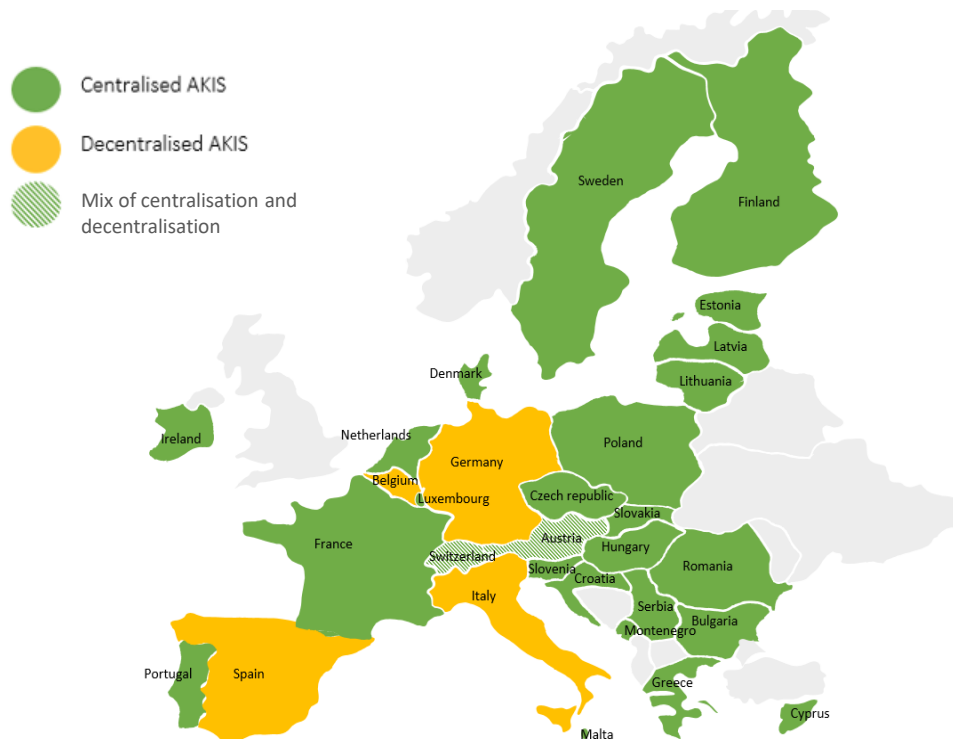 Centralised AKIS
Decentralised AKIS
Mix of centralisation and
decentralisation
Sweden
Finland
Estonia
Latvia
Denmark
Lithuania
Ireland
Netherlands
Poland
Germany
Belgium
Luxembourg
Czech republic
Slovakia
France
Austria
Switzerland
Hungary
Slovenia
Romania
Croatia
Italy
Serbia
Bulgaria
Montenegro
Portugal
Spain
Greece
Cyprus
Malta